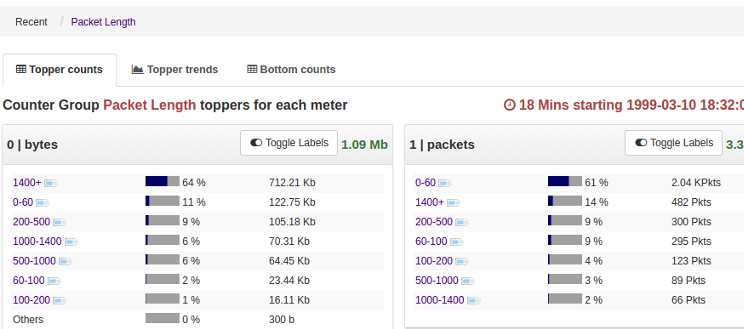 Recent / Packet Length
Topper counts Topper trends Bottom counts
Counter Group Packet Length toppers for each meter
18 Mins starting 1999-03-10 18:32:0
0 | bytes Toggle Labels 1.09 Mb
1400+ 64 % 712.21 Kb
0-60 11 % 122.75 Kb
200-500 9 % 105.18 Kb
1000-1400 6 % 70.31 Kb
500-1000 6 % 64.45 Kb
60-100 2 % 23.44 Kb
100-200 1 % 16.11 Kb
Others 0 % 300 b
1 | packets Toggle Labels 3.3
0-60 61 % 2.04 KPkts
1400+ 14 % 482 Pkts
200-500 9 % 300 Pkts
60-100 9 % 295 Pkts
100-200 4 % 123 Pkts
500-1000 3 % 89 Pkts
1000-1400 2 % 66 Pkts